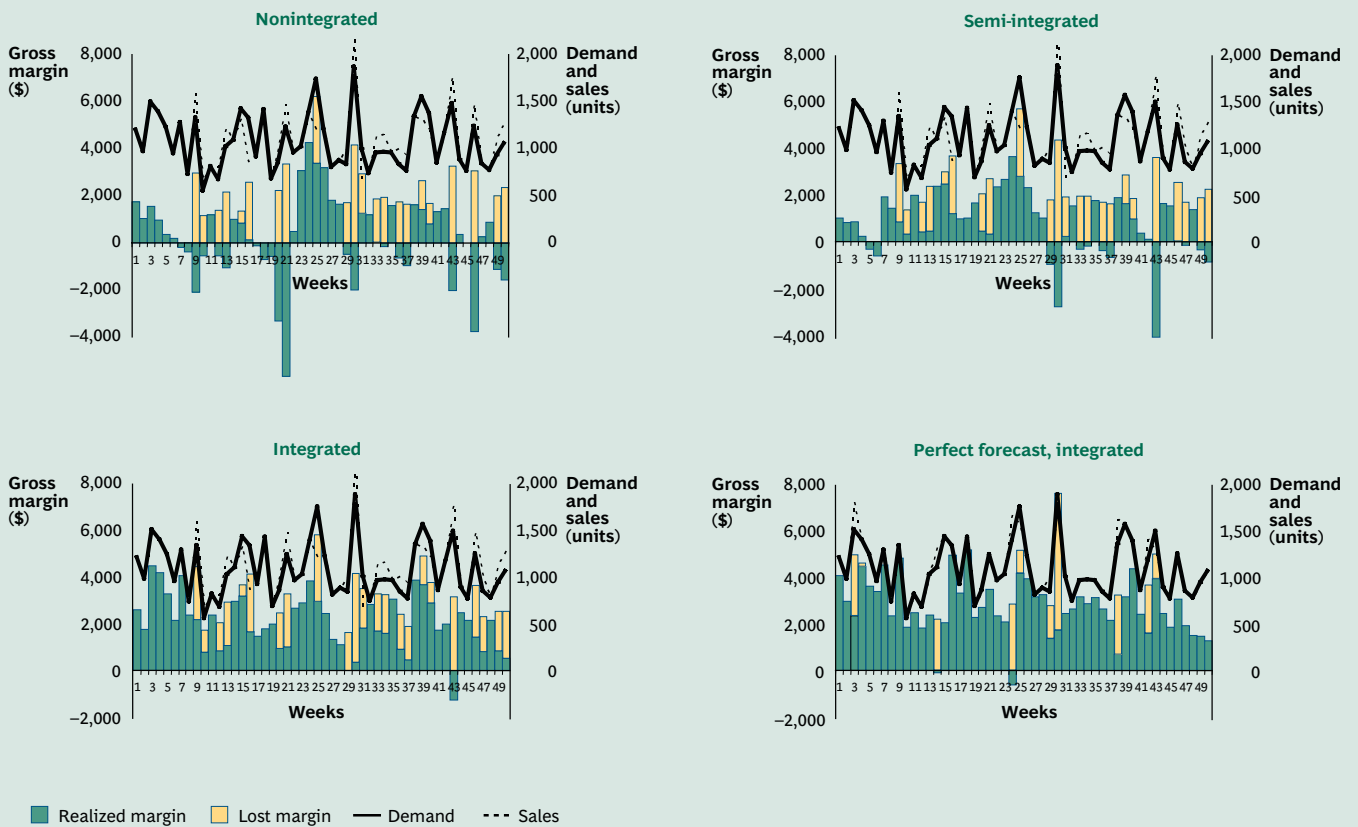 Nonintegrated
Gross
margin
($)
Demand
and
sales
(units)
8,000
6,000
4,000
2,000
0
−2,000
−4,000
2,000
1,500
1,000
500
0
1 3 5 7 9 11 13 15 17 19 21 23 25 27 29 31 33 35 37 39 41 43 45 47 49
Weeks
Semi-integrated
Gross
margin
($)
Demand
and
sales
(units)
8,000
6,000
4,000
2,000
0
−2,000
−4,000
2,000
1,500
1,000
500
0
1 3 5 7 9 11 13 15 17 19 21 23 25 27 29 31 33 35 37 39 41 43 45 47 49
Weeks
Integrated
Gross
margin
($)
Demand
and
sales
(units)
8,000
6,000
4,000
2,000
0
−2,000
2,000
1,500
1,000
500
0
1 3 5 7 9 11 13 15 17 19 21 23 25 27 29 31 33 35 37 39 41 43 45 47 49
Weeks
Perfect forecast, integrated
Gross
margin
($)
Demand
and
sales
(units)
8,000
6,000
4,000
2,000
0
−2,000
2,000
1,500
1,000
500
0
1 3 5 7 9 11 13 15 17 19 21 23 25 27 29 31 33 35 37 39 41 43 45 47 49
Weeks
Realized margin Lost margin Demand Sales